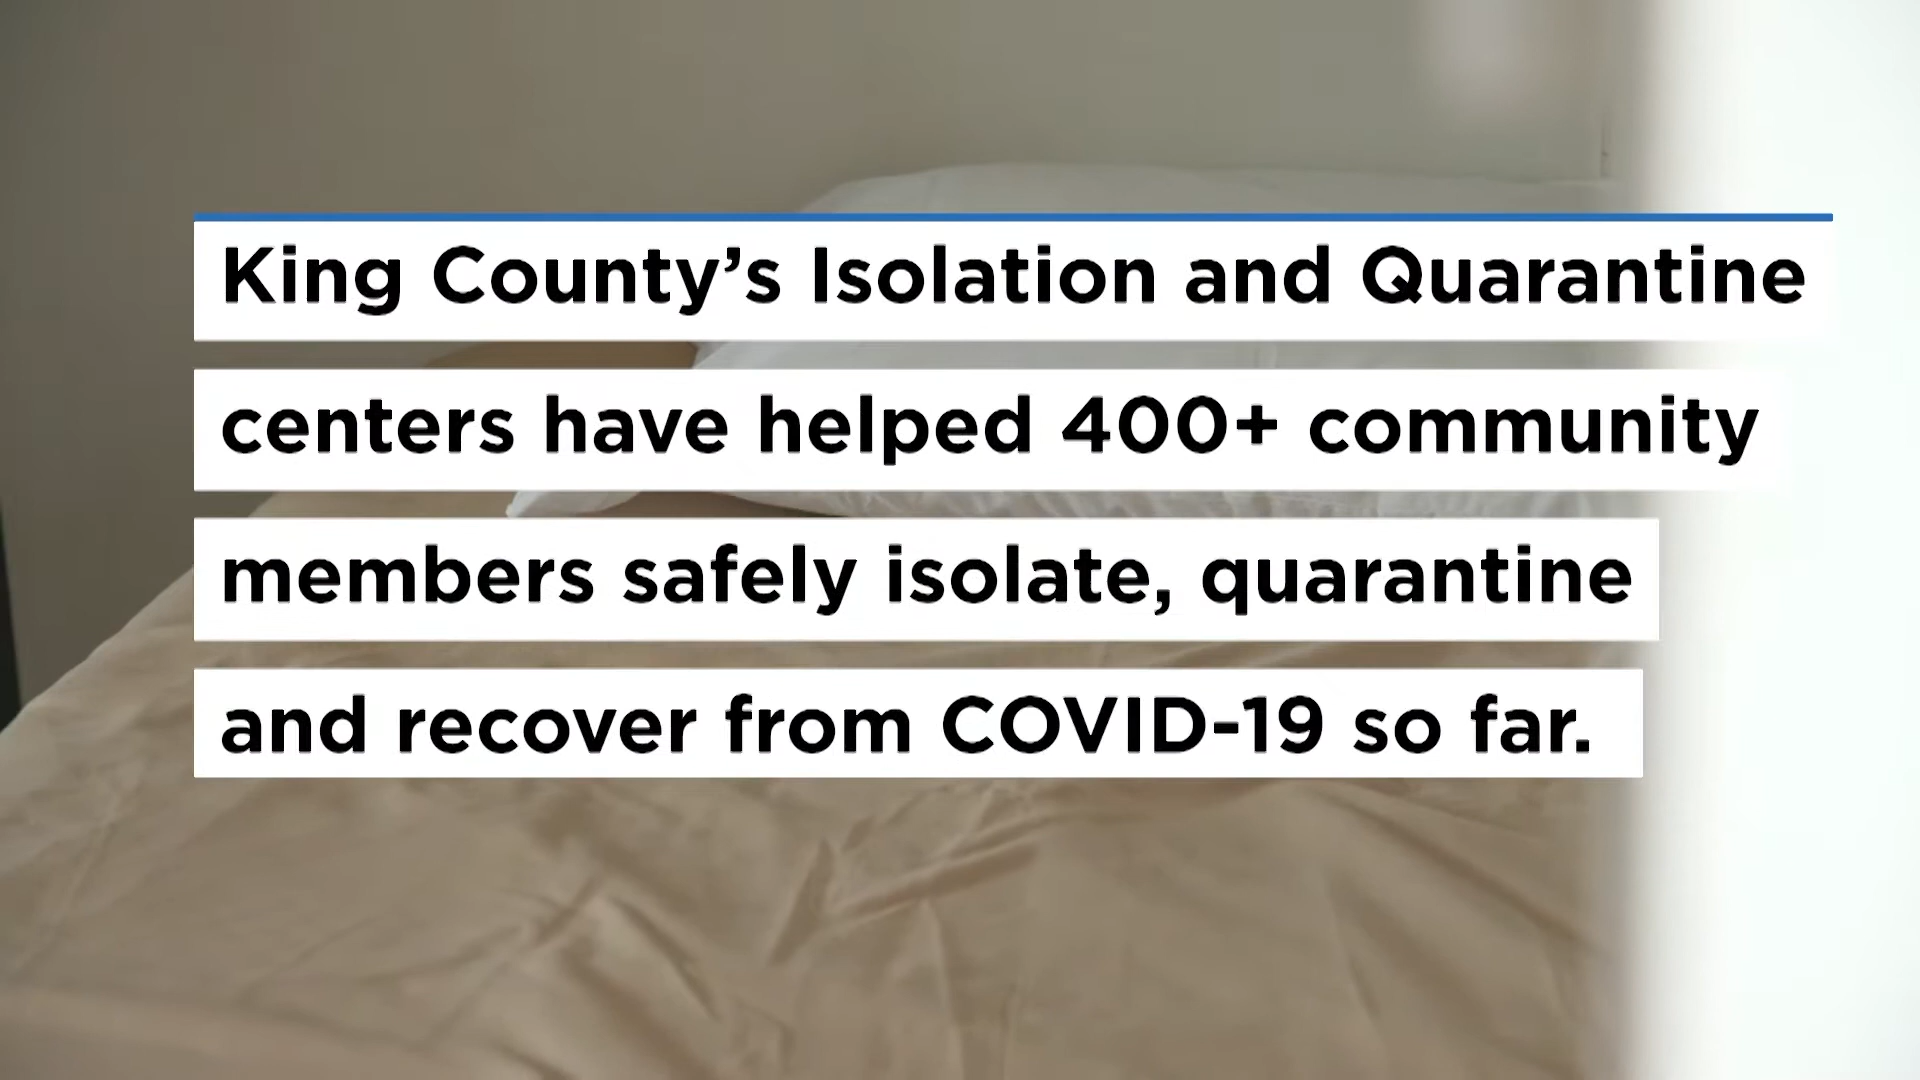 King County’s Isolation and Quarantine
centers have helped 400+ community
members safely isolate, quarantine
and recover from COVID-19 so far.